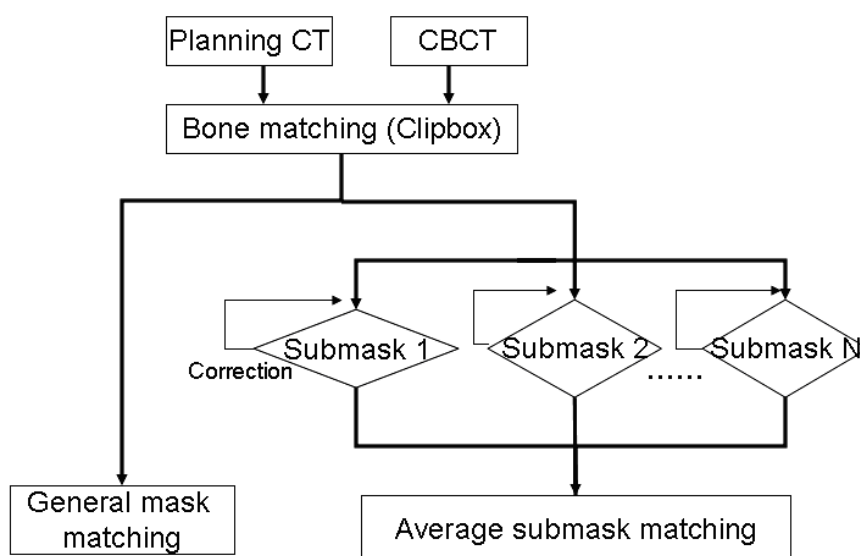 Planning CT
CBCT
Bone matching (Clipbox)
Submask 1
Submask 2
Submask N
Correction
......
General mask
matching
Average submask matching